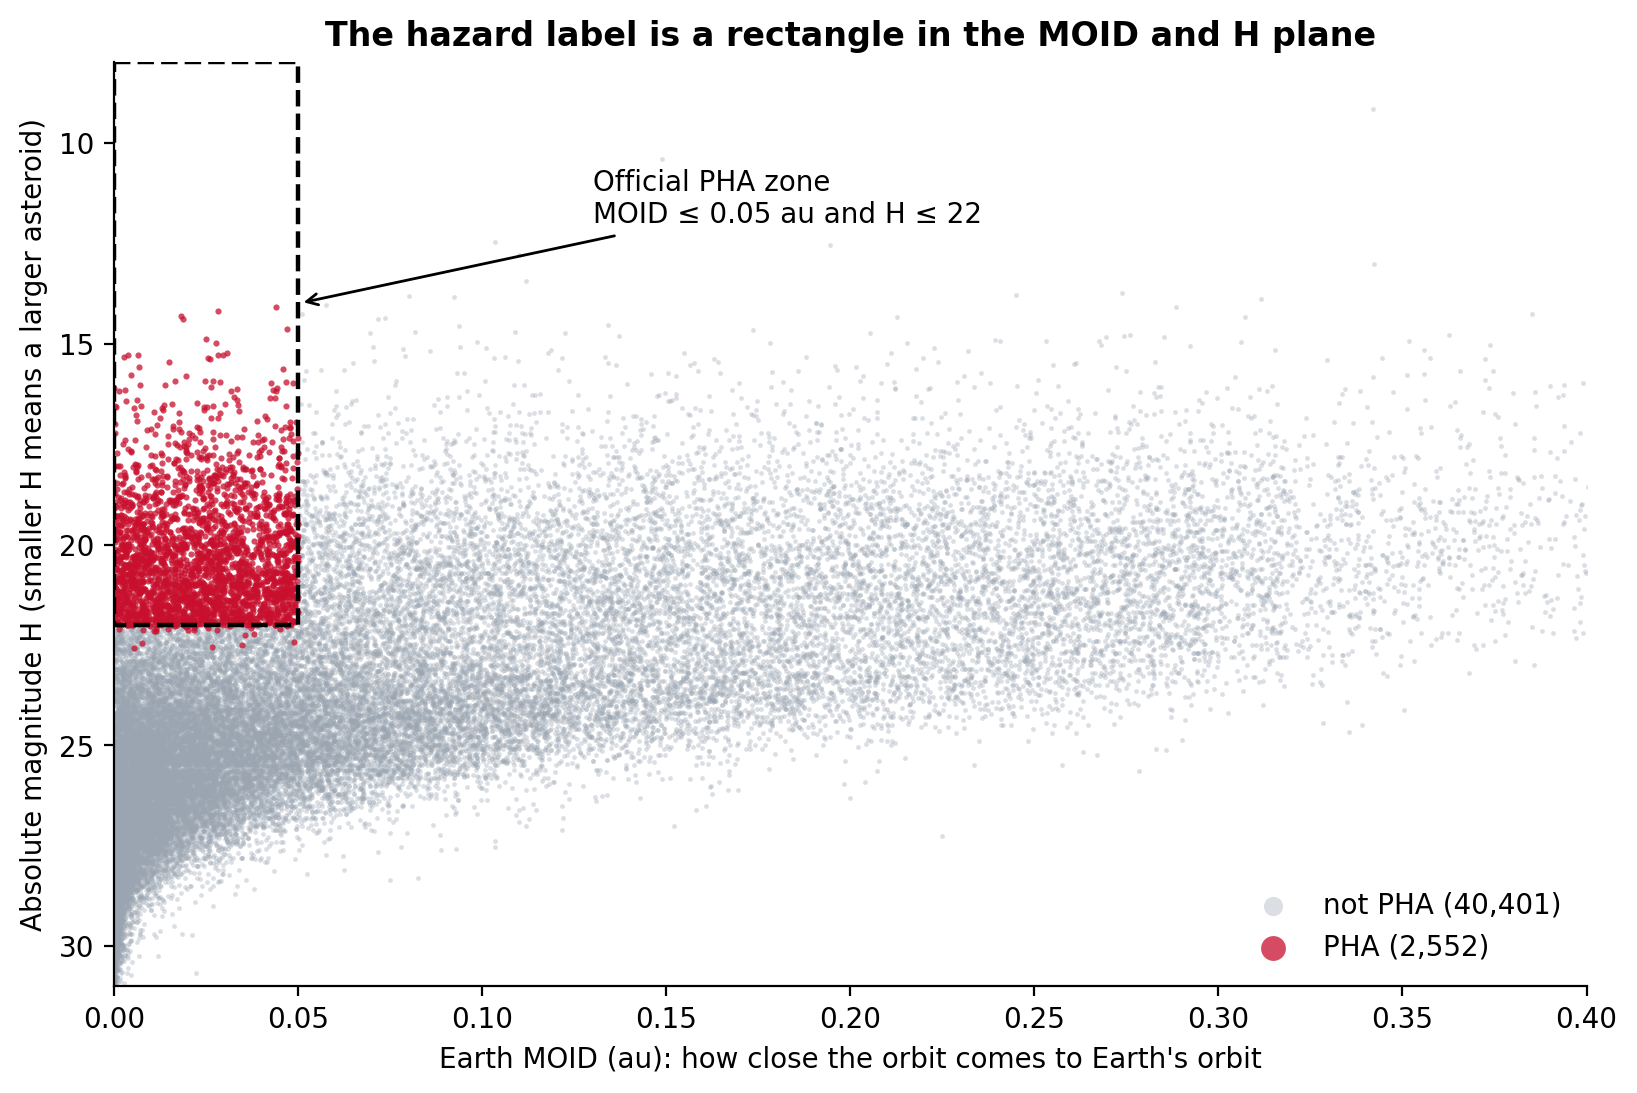 The hazard label is a rectangle in the MOID and H plane
Absolute magnitude H (smaller H means a larger asteroid)
10
15
20
25
30
Official PHA zone
MOID ≤ 0.05 au and H ≤ 22
not PHA (40,401)
PHA (2,552)
0.00 0.05 0.10 0.15 0.20 0.25 0.30 0.35 0.40
Earth MOID (au): how close the orbit comes to Earth's orbit